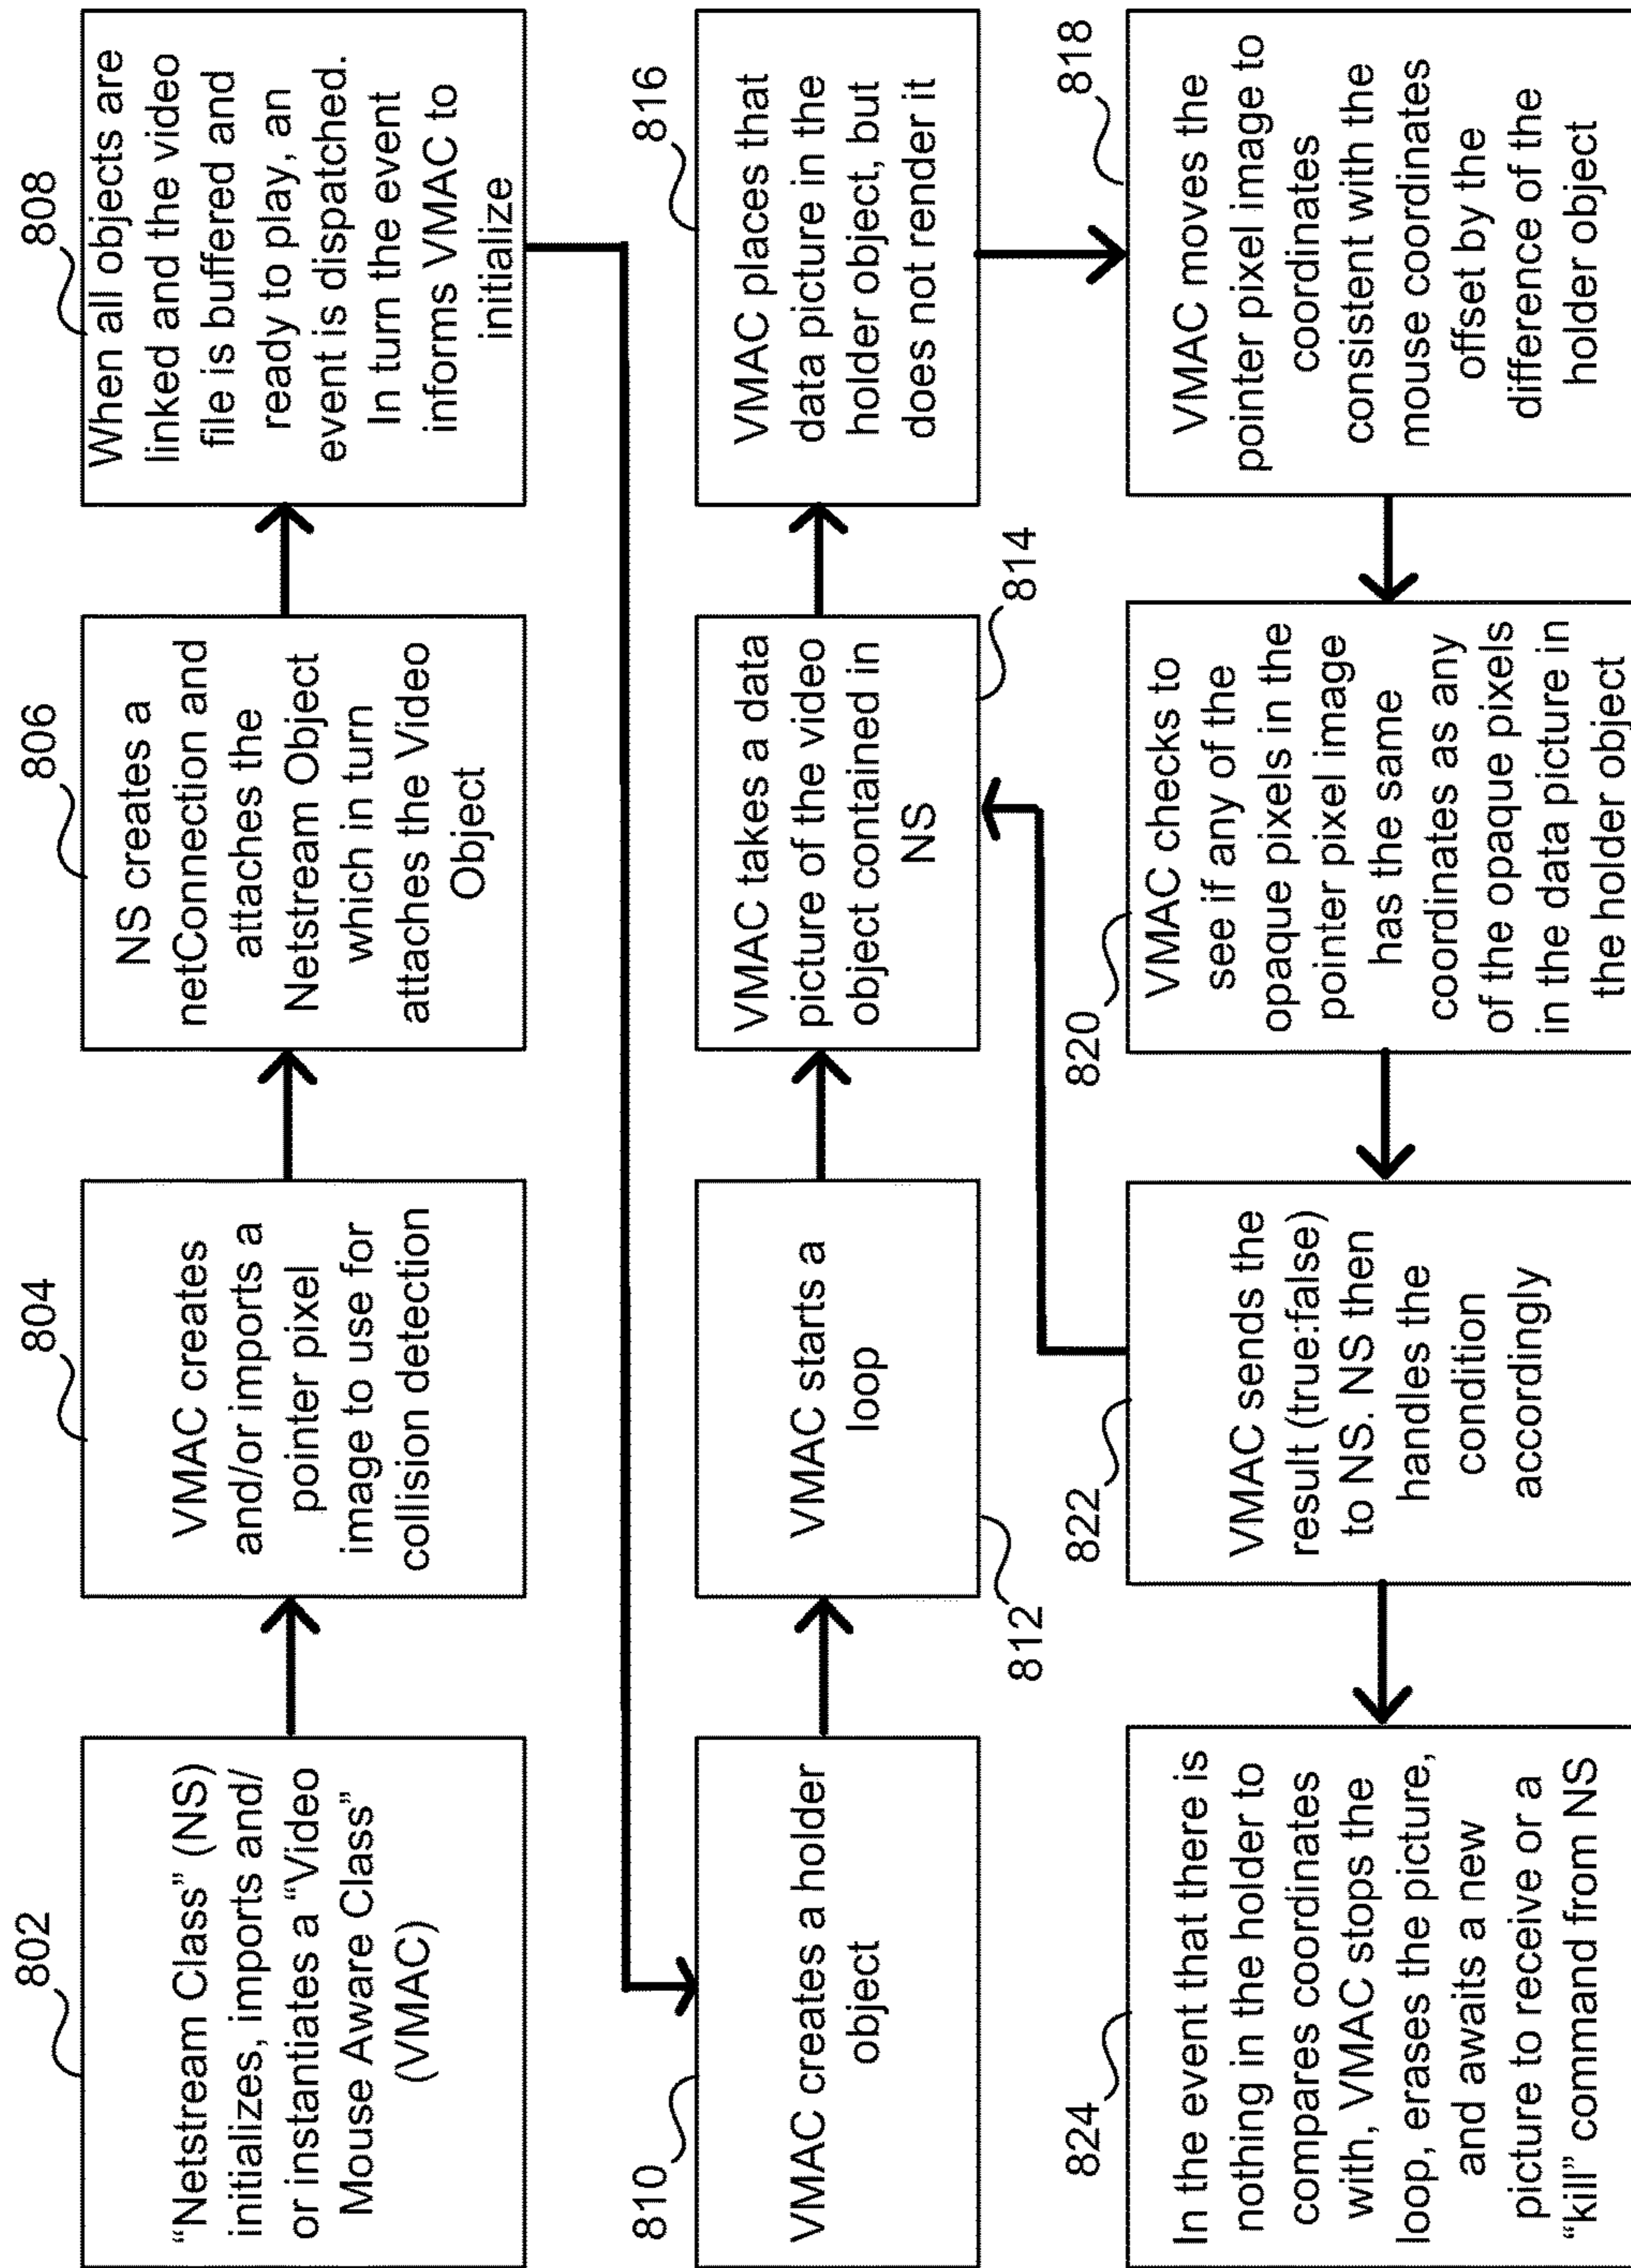 802
“Netstream Class” (NS)
initializes, imports and/
or instantiates a “Video
Mouse Aware Class”
(VMAC)
804
VMAC creates
and/or imports a
pointer pixel
image to use for
collision detection
806
NS creates a
netConnection and
attaches the
Netstream Object
which in turn
attaches the Video
Object
808
When all objects are
linked and the video
file is buffered and
ready to play, an
event is dispatched.
In turn the event
informs VMAC to
initialize
810
VMAC creates a holder
object
812
VMAC starts a
loop
814
VMAC takes a data
picture of the video
object contained in
NS
816
VMAC places that
data picture in the
holder object, but
does not render it
818
VMAC moves the
pointer pixel image to
coordinates
consistent with the
mouse coordinates
offset by the
difference of the
holder object
820
VMAC checks to
see if any of the
opaque pixels in the
pointer pixel image
has the same
coordinates as any
of the opaque pixels
in the data picture in
the holder object
822
VMAC sends the
result (true:false)
to NS. NS then
handles the
condition
accordingly
824
In the event that there is
nothing in the holder to
compares coordinates
with, VMAC stops the
loop, erases the picture,
and awaits a new
picture to receive or a
“kill” command from NS